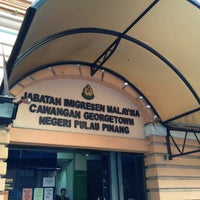 JABATAN IMIGRESEN MALAYSIA
CAWANGAN GEORGETOWN
NEGERI PULAU PINANG